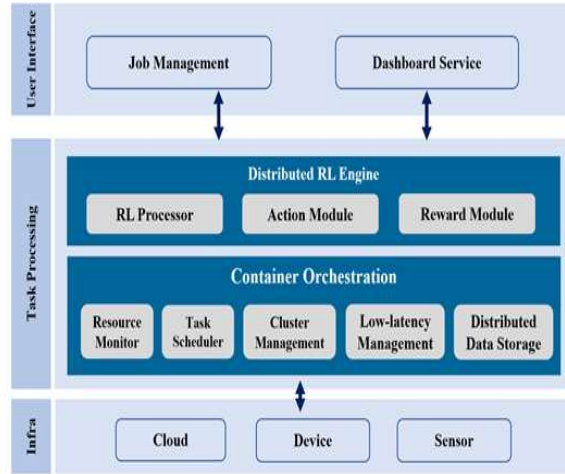 User Interface
Job Management
Dashboard Service
Task Processing
Distributed RL Engine
RL Processor
Action Module
Reward Module
Container Orchestration
Resource
Monitor
Task
Scheduler
Cluster
Management
Low-latency
Management
Distributed
Data Storage
Infra
Cloud
Device
Sensor